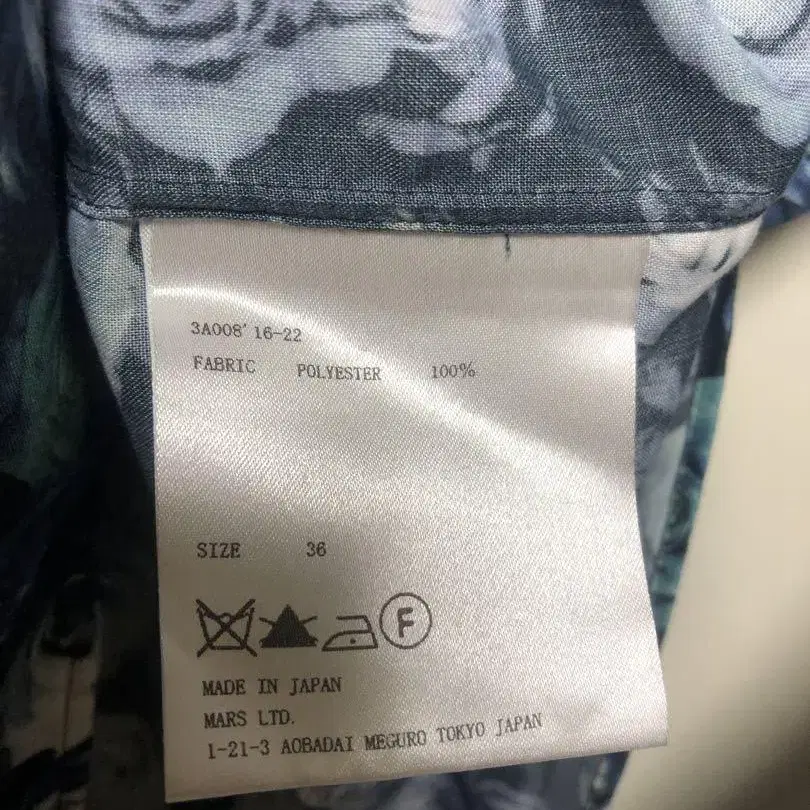 3A008'16-22
FABRIC POLYESTER 100%
SIZE 36
F
MADE IN JAPAN
MARS LTD.
1-21-3 AOBADAI MEGURO TOKYO JAPAN